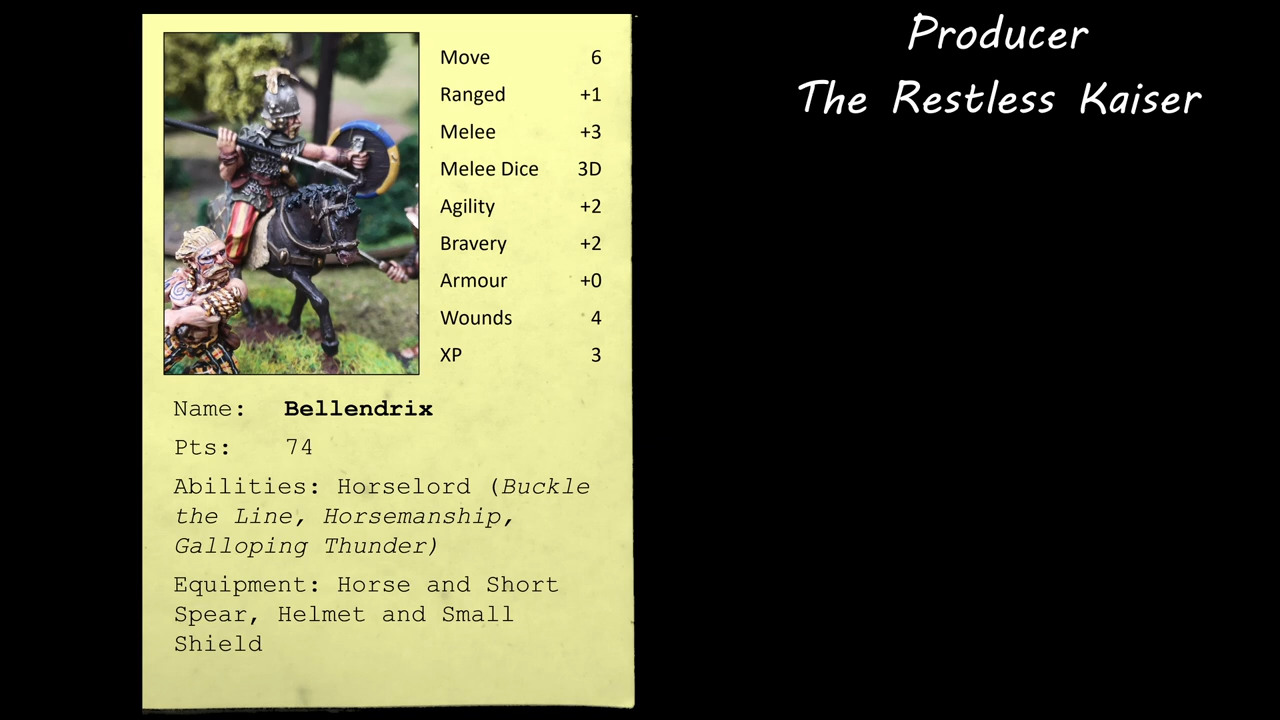 Producer
The Restless Kaiser
Move 6
Ranged +1
Melee +3
Melee Dice 3D
Agility +2
Bravery +2
Armour +0
Wounds 4
XP 3
Name: Bellendrix
Pts: 74
Abilities: Horselord (Buckle
the Line, Horsemanship,
Galloping Thunder)
Equipment: Horse and Short
Spear, Helmet and Small
Shield